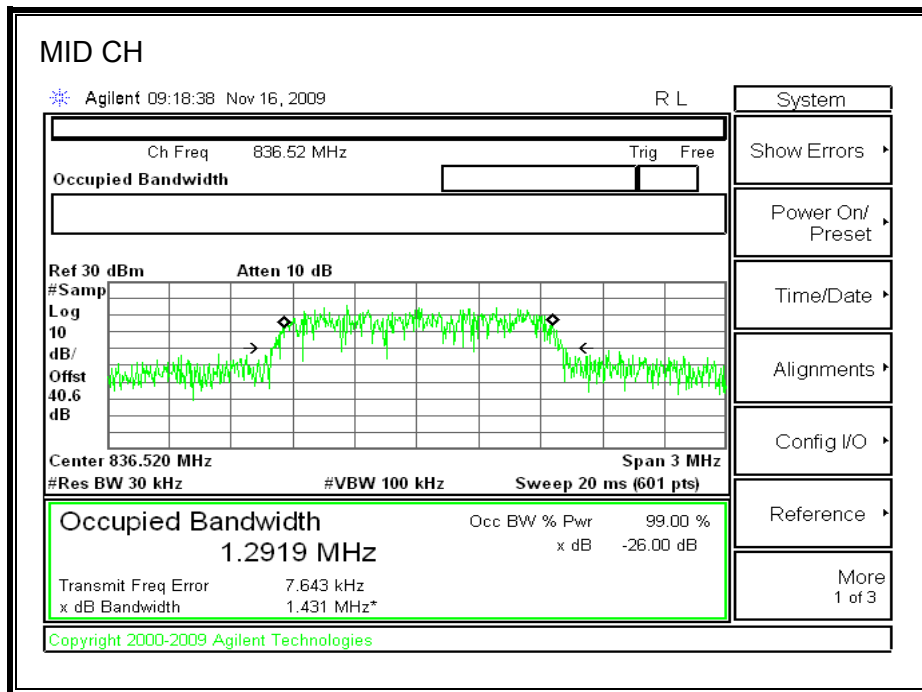 MID CH
Agilent 09:18:38 Nov 16, 2009 R L
System
Ch Freq 836.52 MHz Trig Free
Show Errors
Occupied Bandwidth
Power On/
Preset
Ref 30 dBm Atten 10 dB
#Samp
Log
10
dB/
Offst
40.6
dB
Time/Date
Alignments
Config I/O
Center 836.520 MHz Span 3 MHz
#Res BW 30 kHz #VBW 100 kHz Sweep 20 ms (601 pts)
Occupied Bandwidth Occ BW % Pwr 99.00 %
1.2919 MHz x dB -26.00 dB
Reference
Transmit Freq Error 7.643 kHz
x dB Bandwidth 1.431 MHz*
More
1 of 3
Copyright 2000-2009 Agilent Technologies